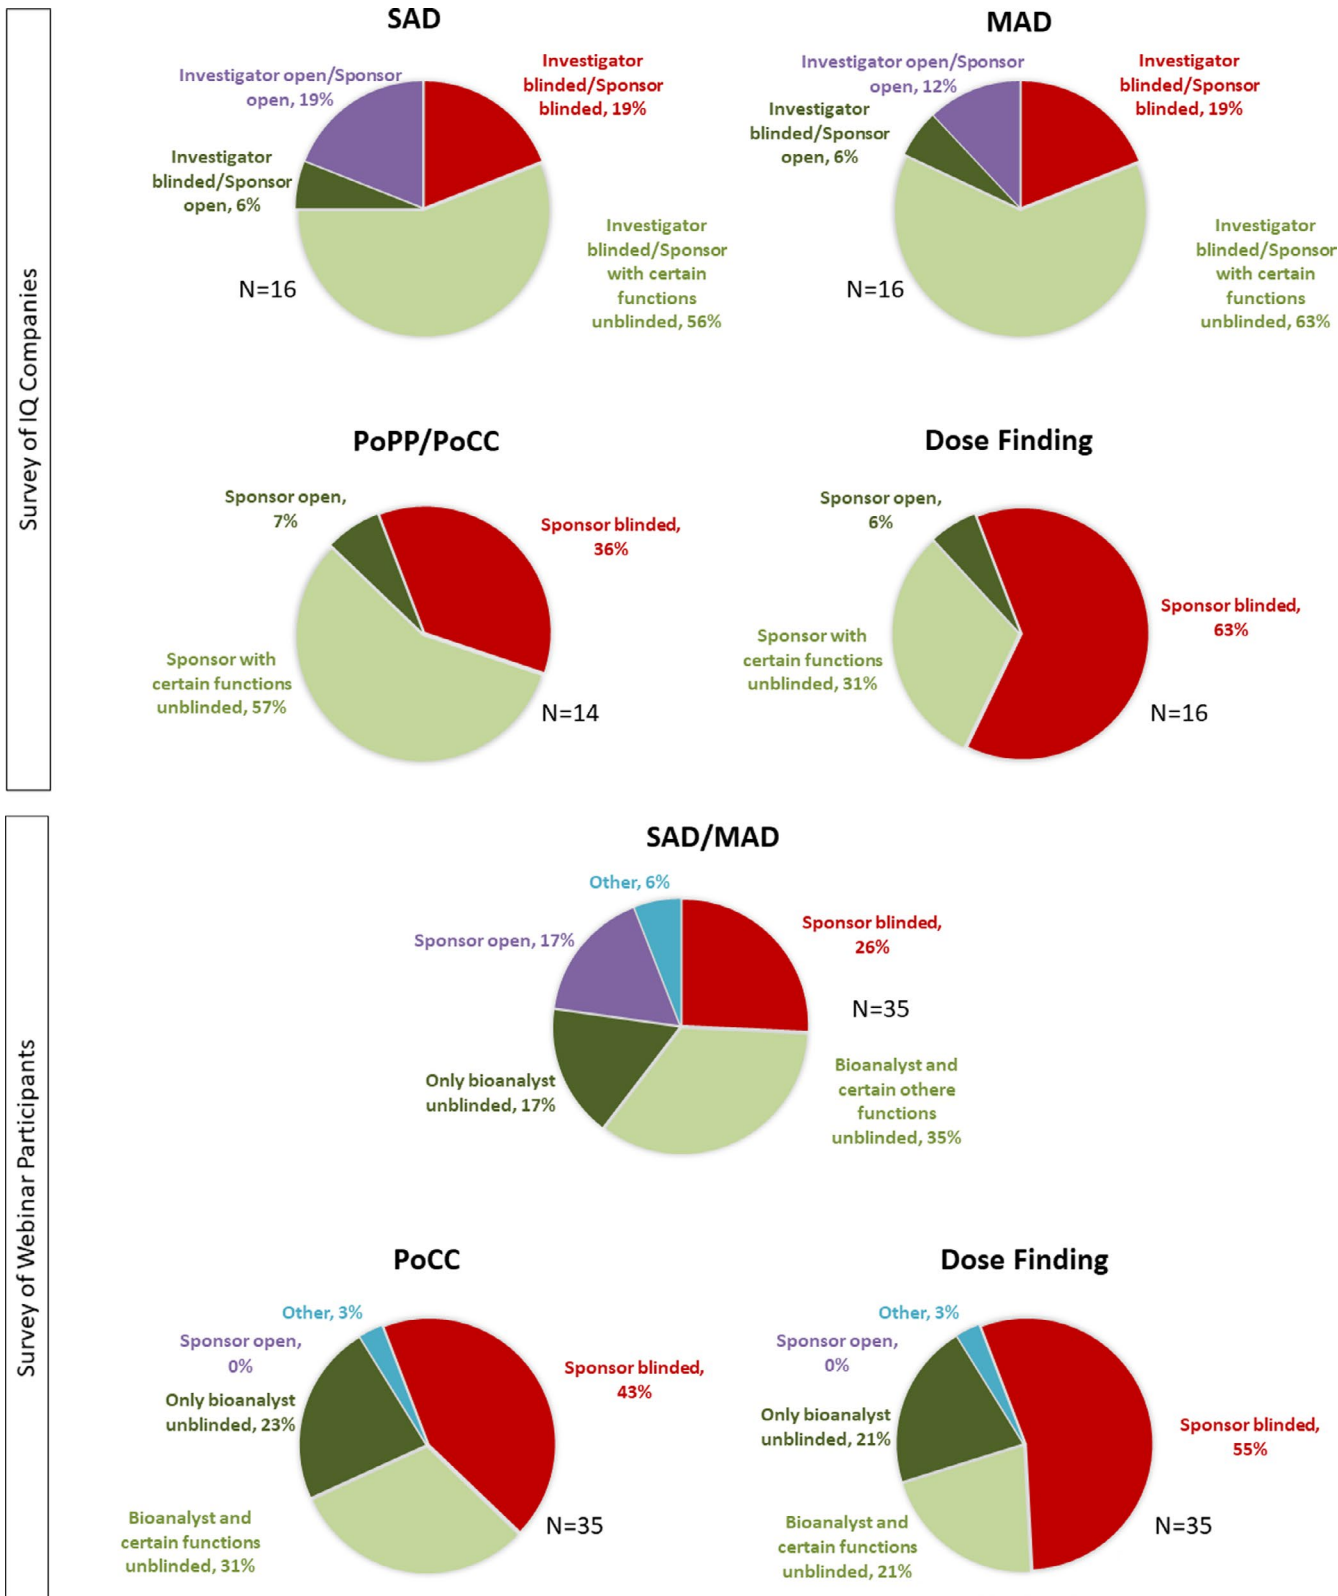 Survey of IQ Companies
SAD
Investigator open/Sponsor
open, 19%
Investigator
blinded/Sponsor
blinded, 19%
Investigator
blinded/Sponsor
open, 6%
Investigator
blinded/Sponsor
with certain
functions
unblinded, 56%
N=16
MAD
Investigator open/Sponsor
open, 12%
Investigator
blinded/Sponsor
blinded, 19%
Investigator
blinded/Sponsor
open, 6%
Investigator
blinded/Sponsor
with certain
functions
unblinded, 63%
N=16
PoPP/PoCC
Sponsor open,
7%
Sponsor blinded,
36%
Sponsor with
certain functions
unblinded, 57%
N=14
Dose Finding
Sponsor open,
6%
Sponsor blinded,
63%
Sponsor with
certain functions
unblinded, 31%
N=16
Survey of Webinar Participants
SAD/MAD
Other, 6%
Sponsor blinded,
26%
Sponsor open, 17%
N=35
Only bioanalyst
unblinded, 17%
Bioanalyst and
certain othere
functions
unblinded, 35%
PoCC
Other, 3%
Sponsor open,
0%
Sponsor blinded,
43%
Only bioanalyst
unblinded, 23%
Bioanalyst and
certain functions
unblinded, 31%
N=35
Dose Finding
Other, 3%
Sponsor open,
0%
Only bioanalyst
unblinded, 21%
Sponsor blinded,
55%
Bioanalyst and
certain functions
unblinded, 21%
N=35